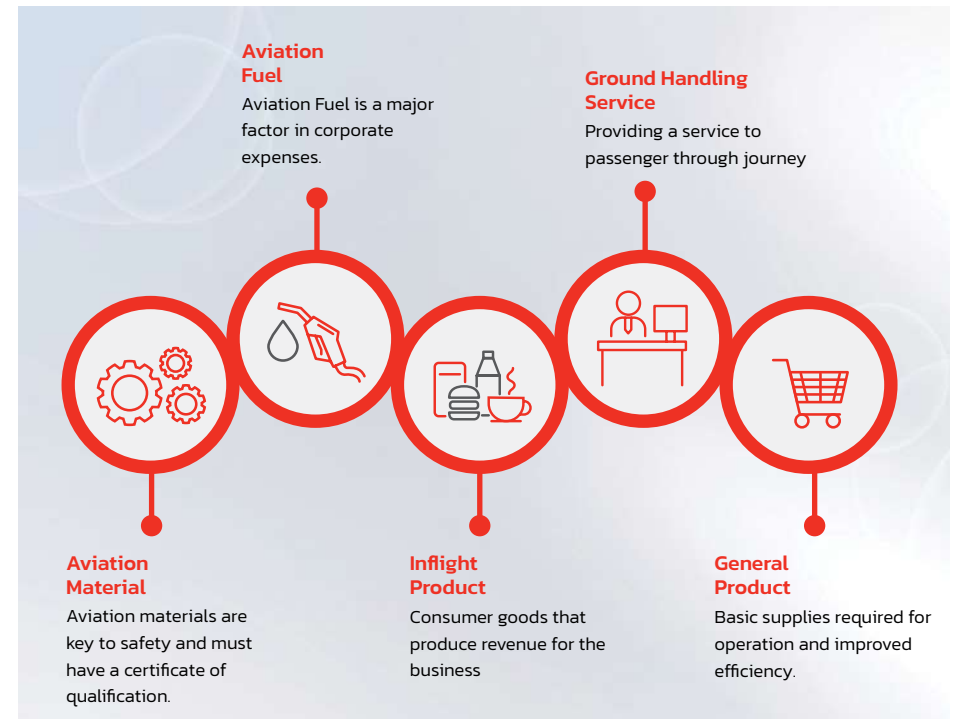 Aviation
Fuel
Aviation Fuel is a major
factor in corporate
expenses.
Ground Handling
Service
Providing a service to
passenger through journey
Aviation
Material
Aviation materials are
key to safety and must
have a certificate of
qualification.
Inflight
Product
Consumer goods that
produce revenue for the
business
General
Product
Basic supplies required for
operation and improved
efficiency.